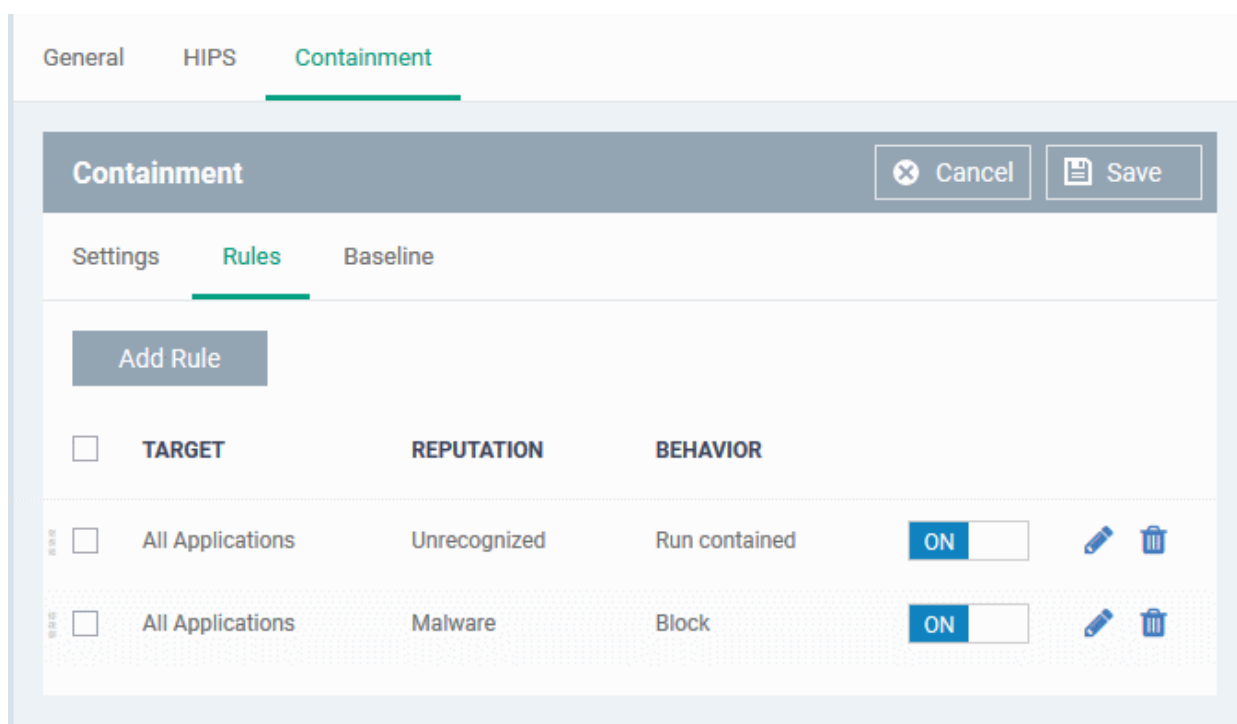 General HIPS Containment
Containment Cancel Save
Settings Rules Baseline
Add Rule
TARGET REPUTATION BEHAVIOR
All Applications Unrecognized Run contained ON
All Applications Malware Block ON